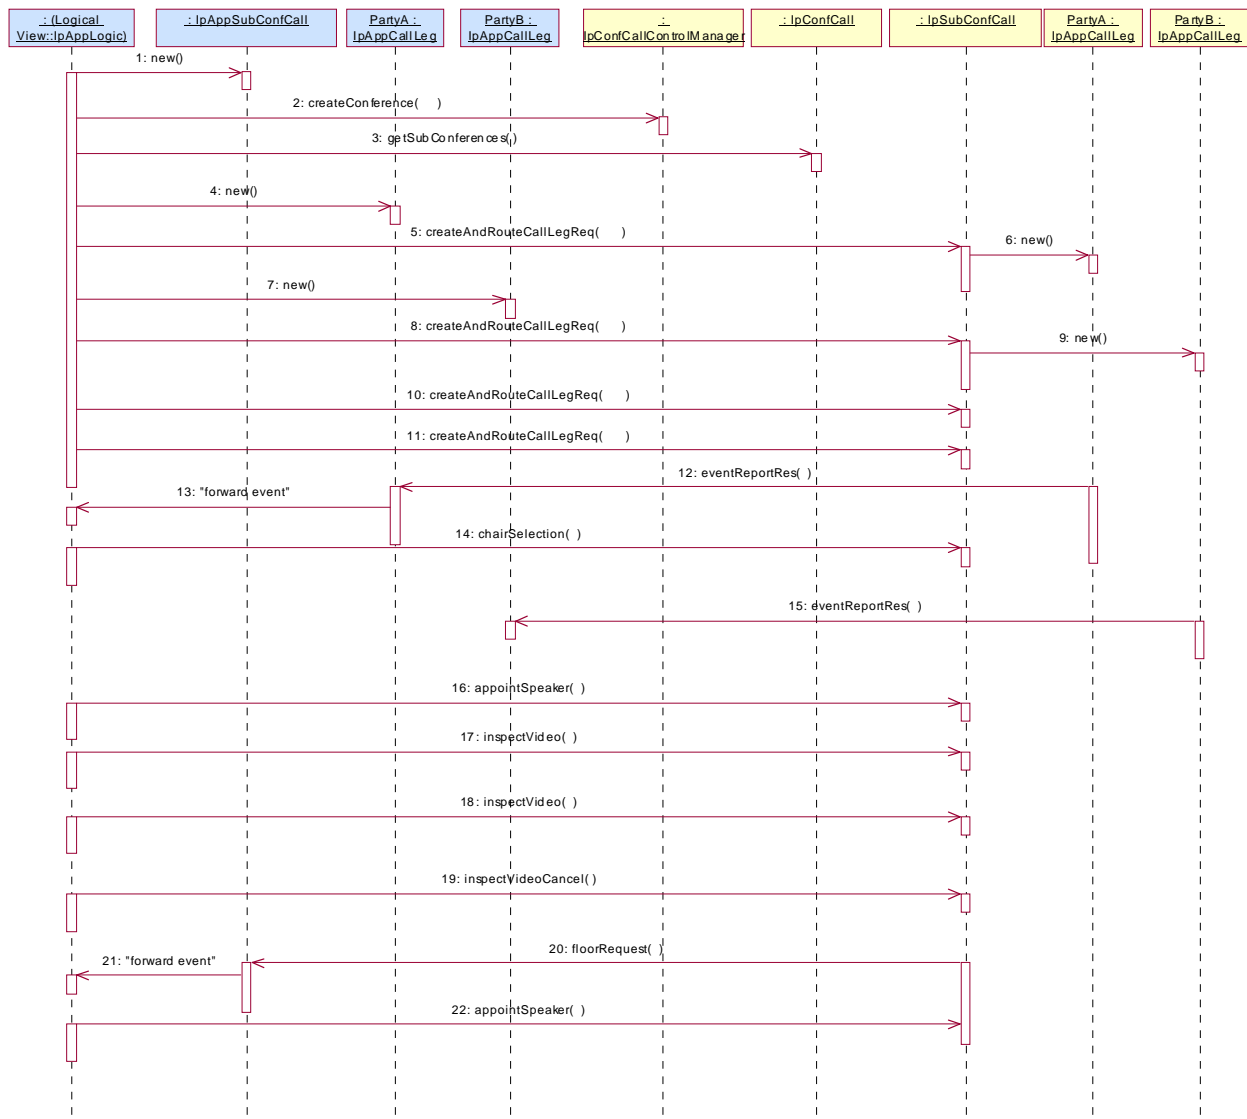 : (Logical
View::IpAppLogic)
: IpAppSubConfCall
PartyA :
IpAppCallLeg
PartyB :
IpAppCallLeg
:
IpConfCallControlManager
: IpConfCall
: IpSubConfCall
PartyA :
IpAppCallLeg
PartyB :
IpAppCallLeg
1: new()
2: createConference( )
3: getSubConferences()
4: new()
5: createAndRouteCallLegReq( )
6: new()
7: new()
8: createAndRouteCallLegReq( )
9: new()
10: createAndRouteCallLegReq( )
11: createAndRouteCallLegReq( )
12: eventReportRes( )
13: "forward event"
14: chairSelection( )
15: eventReportRes( )
16: appointSpeaker( )
17: inspectVideo( )
18: inspectVideo( )
19: inspectVideoCancel( )
20: floorRequest( )
21: "forward event"
22: appointSpeaker( )